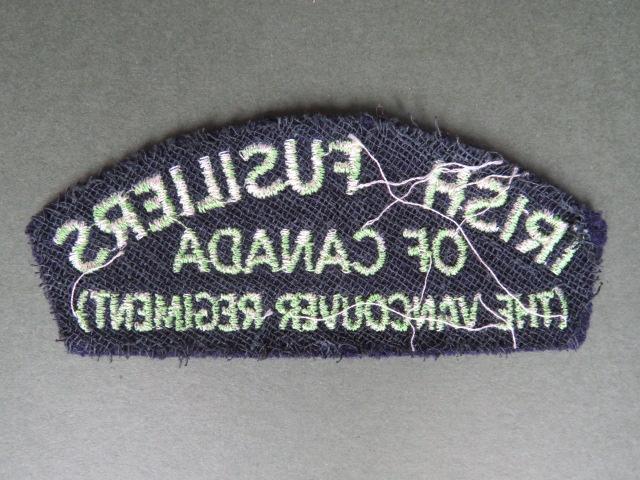 IRISH FUSILIERS
OF CANADA
(THE VANCOUVER REGIMENT)